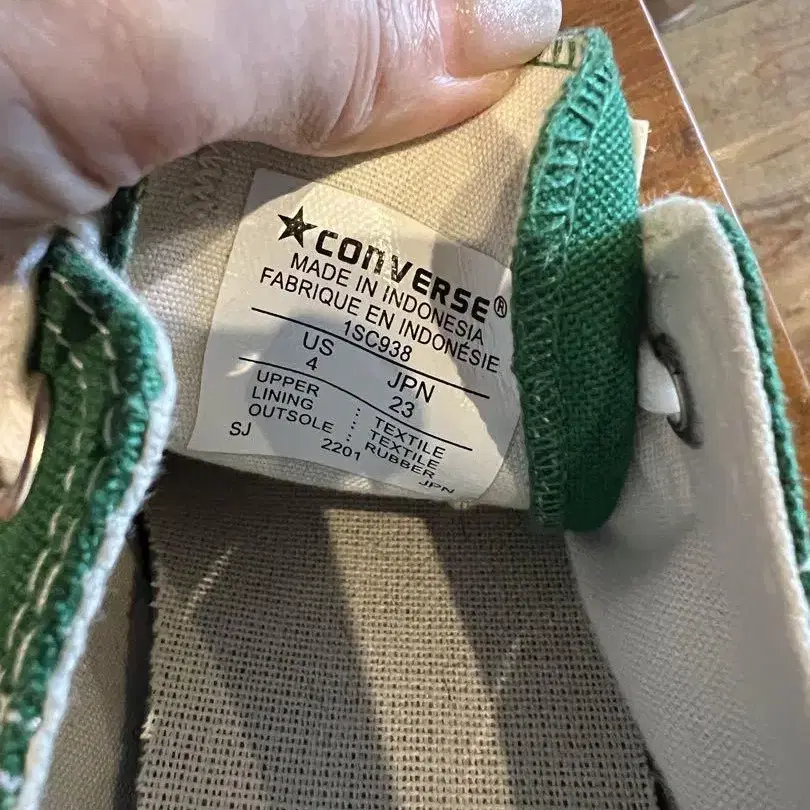 CONVERSE®
MADE IN INDONESIA
FABRIQUE EN INDONÉSIE
1SC938
US JPN
4 23
UPPER : TEXTILE
LINING : TEXTILE
OUTSOLE : RUBBER
SJ 2201 JPN